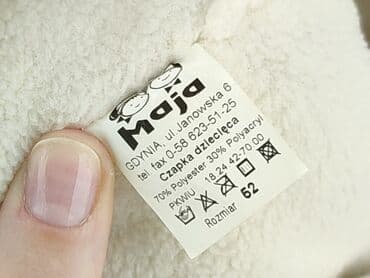 Maja
GDYNIA, ul Janowska 6
tel. fax 0-58 623-51-25
Czapka dziecięca
70% Polyester 30% Polyacryl
PKWiU 18 24 42-70 00
Rozmiar 62